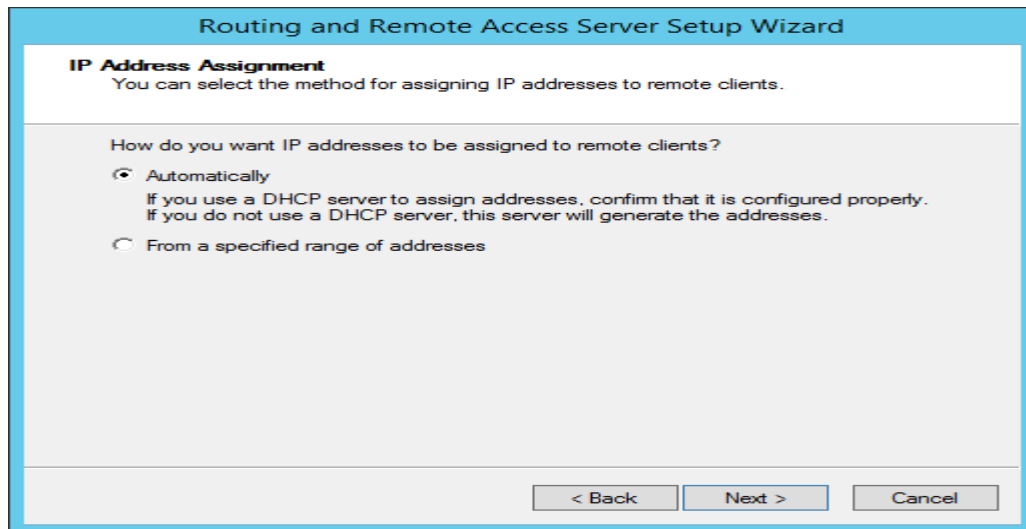 Routing and Remote Access Server Setup Wizard
IP Address Assignment
You can select the method for assigning IP addresses to remote clients.
How do you want IP addresses to be assigned to remote clients?
Automatically
If you use a DHCP server to assign addresses, confirm that it is configured properly.
If you do not use a DHCP server, this server will generate the addresses.
From a specified range of addresses
< Back
Next >
Cancel